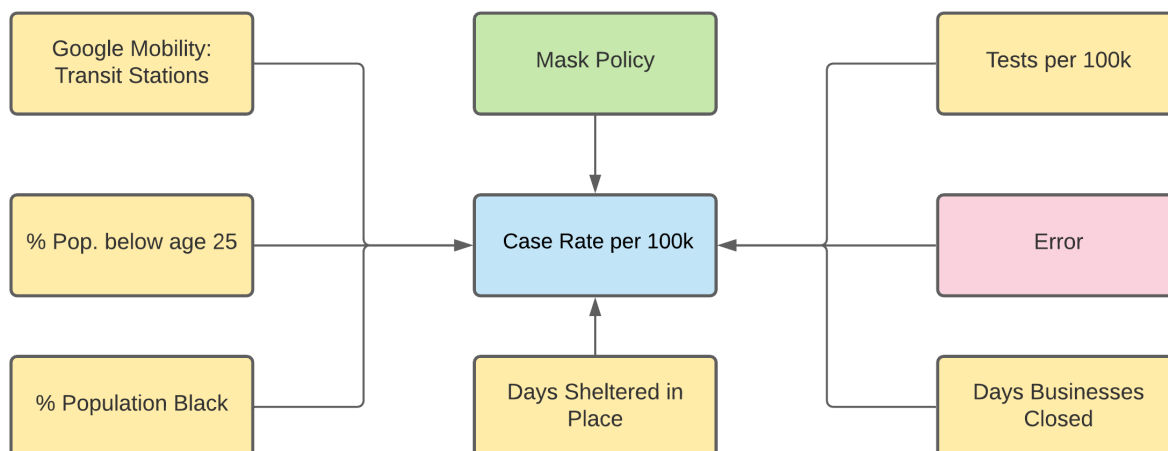 Google Mobility:
Transit Stations
Mask Policy
Tests per 100k
% Pop. below age 25
Case Rate per 100k
Error
% Population Black
Days Sheltered in
Place
Days Businesses
Closed